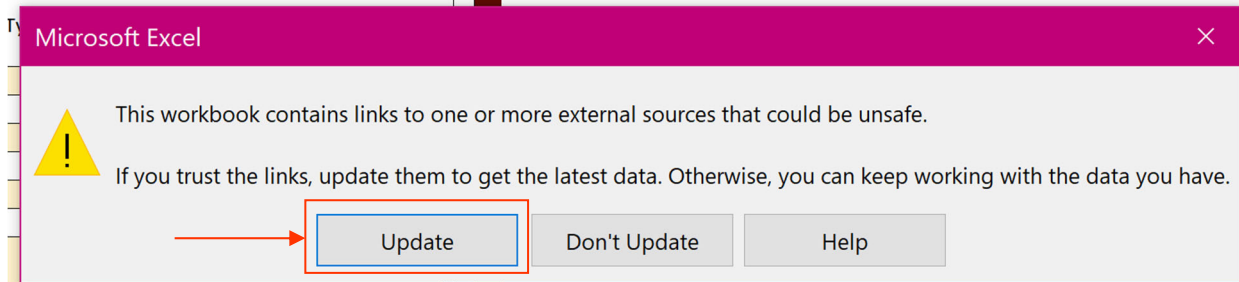 Microsoft Excel
This workbook contains links to one or more external sources that could be unsafe.
If you trust the links, update them to get the latest data. Otherwise, you can keep working with the data you have.
Update
Don't Update
Help